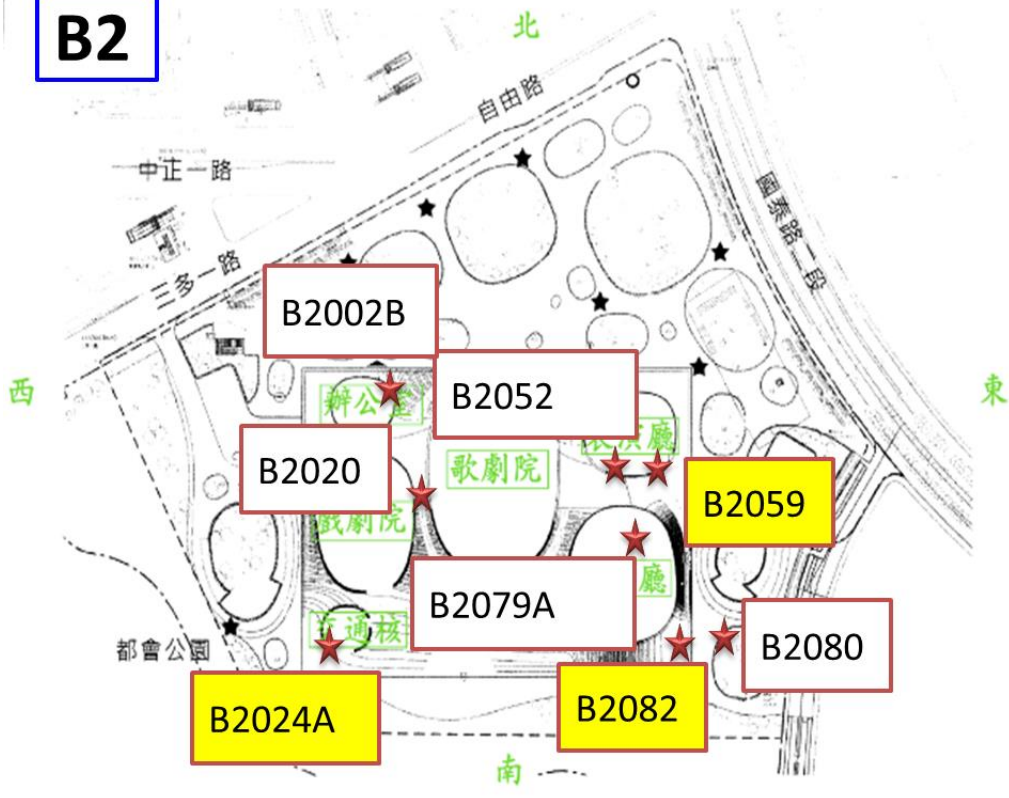 B2
北
自由路
中正一路
國泰路一段
三多一路
B2002B
西
東
B2052
辦公室
表演廳
B2020
歌劇院
B2059
戲劇院
廳
B2079A
交通核
都會公園
B2080
B2024A
B2082
南